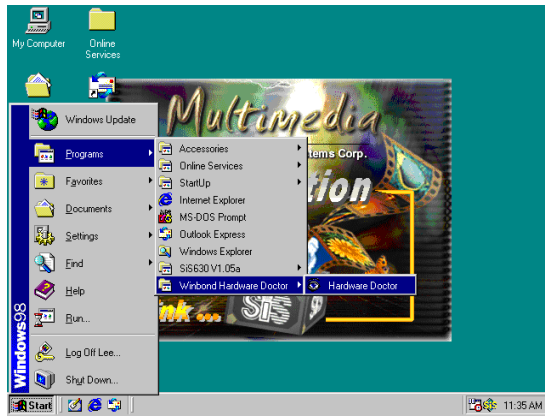 My Computer
Online
Services
Multimedia
tems Corp.
tion
nk ...
SiS
Windows Update
Programs
Favorites
Documents
Settings
Find
Help
Run...
Log Off Lee...
Shut Down...
Windows98
Accessories
Online Services
StartUp
Internet Explorer
MS-DOS Prompt
Outlook Express
Windows Explorer
SiS630 V1.05a
Winbond Hardware Doctor
Hardware Doctor
Start
11:35 AM